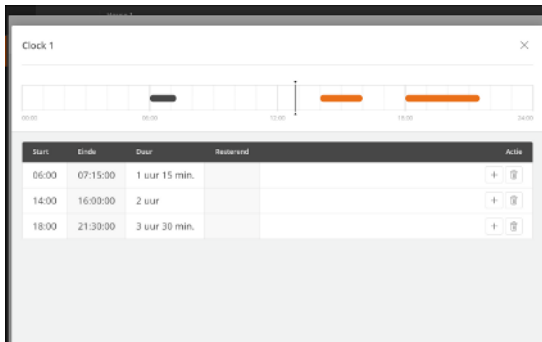 Clock 1
00:00 06:00 12:00 18:00 24:00
Start Einde Duur Resterend Actie
06:00 07:15:00 1 uur 15 min.
14:00 16:00:00 2 uur
18:00 21:30:00 3 uur 30 min.